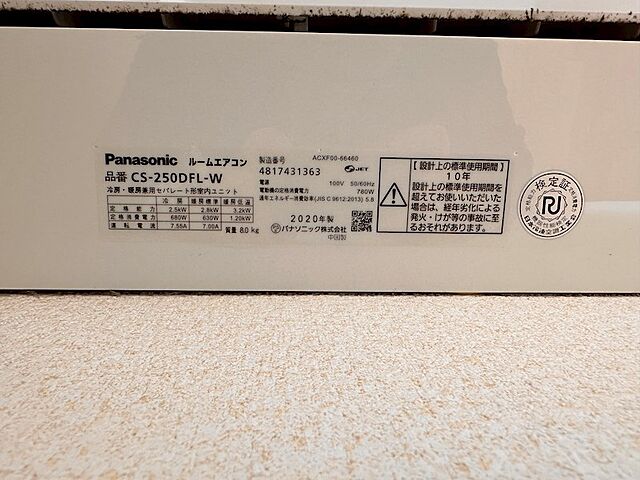 Panasonic ルームエアコン
品番 CS-250DFL-W
冷房・暖房兼用セパレート形室内ユニット
冷房 暖房標準 暖房低温
定格能力 2.5kW 2.8kW 3.2kW
定格消費電力 680W 630W 1.20kW
運転電流 7.55A 7.00A
質量 8.0kg
ACXF00-66460
製造番号
4817431363 JET
電源 100V 50/60Hz
電動機の定格消費電力 780W
通年エネルギー消費効率(JIS C 9612:2013) 5.8
2020年製
パナソニック株式会社
中国製
【設計上の標準使用期間】
10年
設計上の標準使用期間を
超えてお使いいただいた
場合は、経年劣化による
発火・けが等の事故に至
るおそれがあります。
検定証
日本冷凍空調工業会